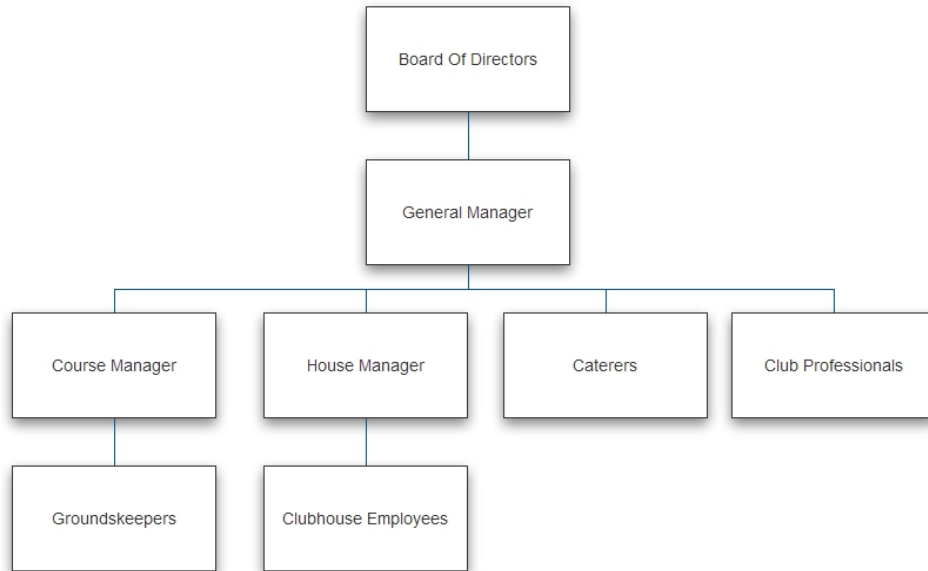 Board Of Directors
General Manager
Course Manager
House Manager
Caterers
Club Professionals
Groundskeepers
Clubhouse Employees